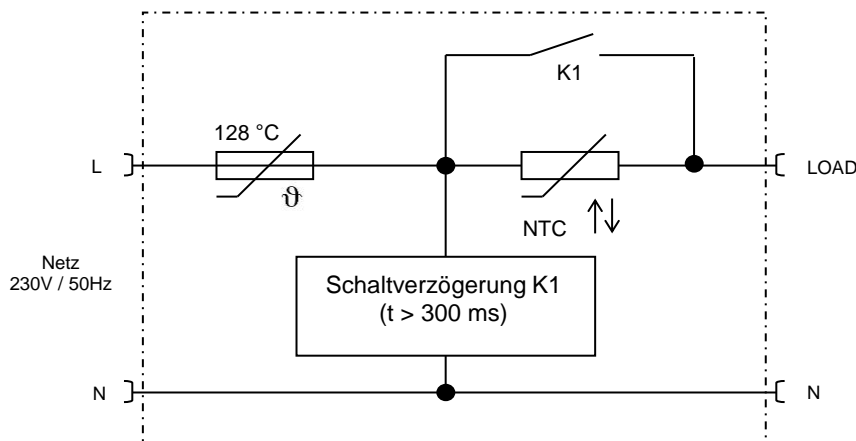 K1
128 °C
L
LOAD
ϑ
NTC
Netz
230V / 50Hz
Schaltverzögerung K1
(t > 300 ms)
N
N